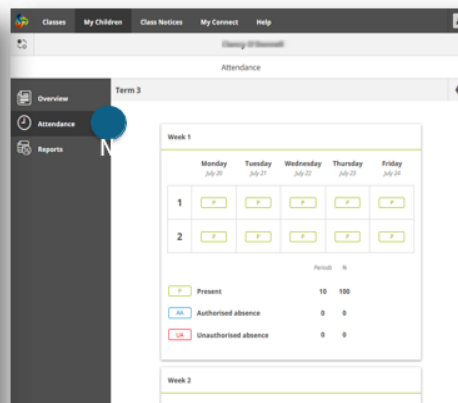 Classes My Children Class Notices My Connect Help
Attendance
Term 3
Overview
Attendance
Reports
N
Week 1
Monday Tuesday Wednesday Thursday Friday
July 20 July 21 July 22 July 23 July 24
1 P P P P P
2 P P P P P
Periods %
P Present 10 100
AA Authorised absence 0 0
UA Unauthorised absence 0 0
Week 2